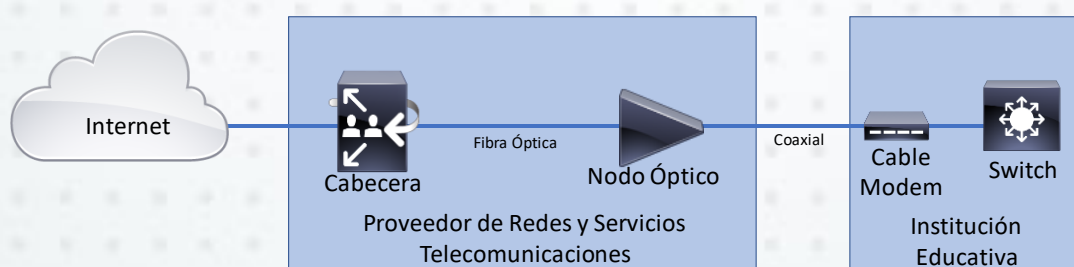 Internet
Cabecera
Fibra Óptica
Nodo Óptico
Proveedor de Redes y Servicios
Telecomunicaciones
Coaxial
Cable
Modem
Switch
Institución
Educativa